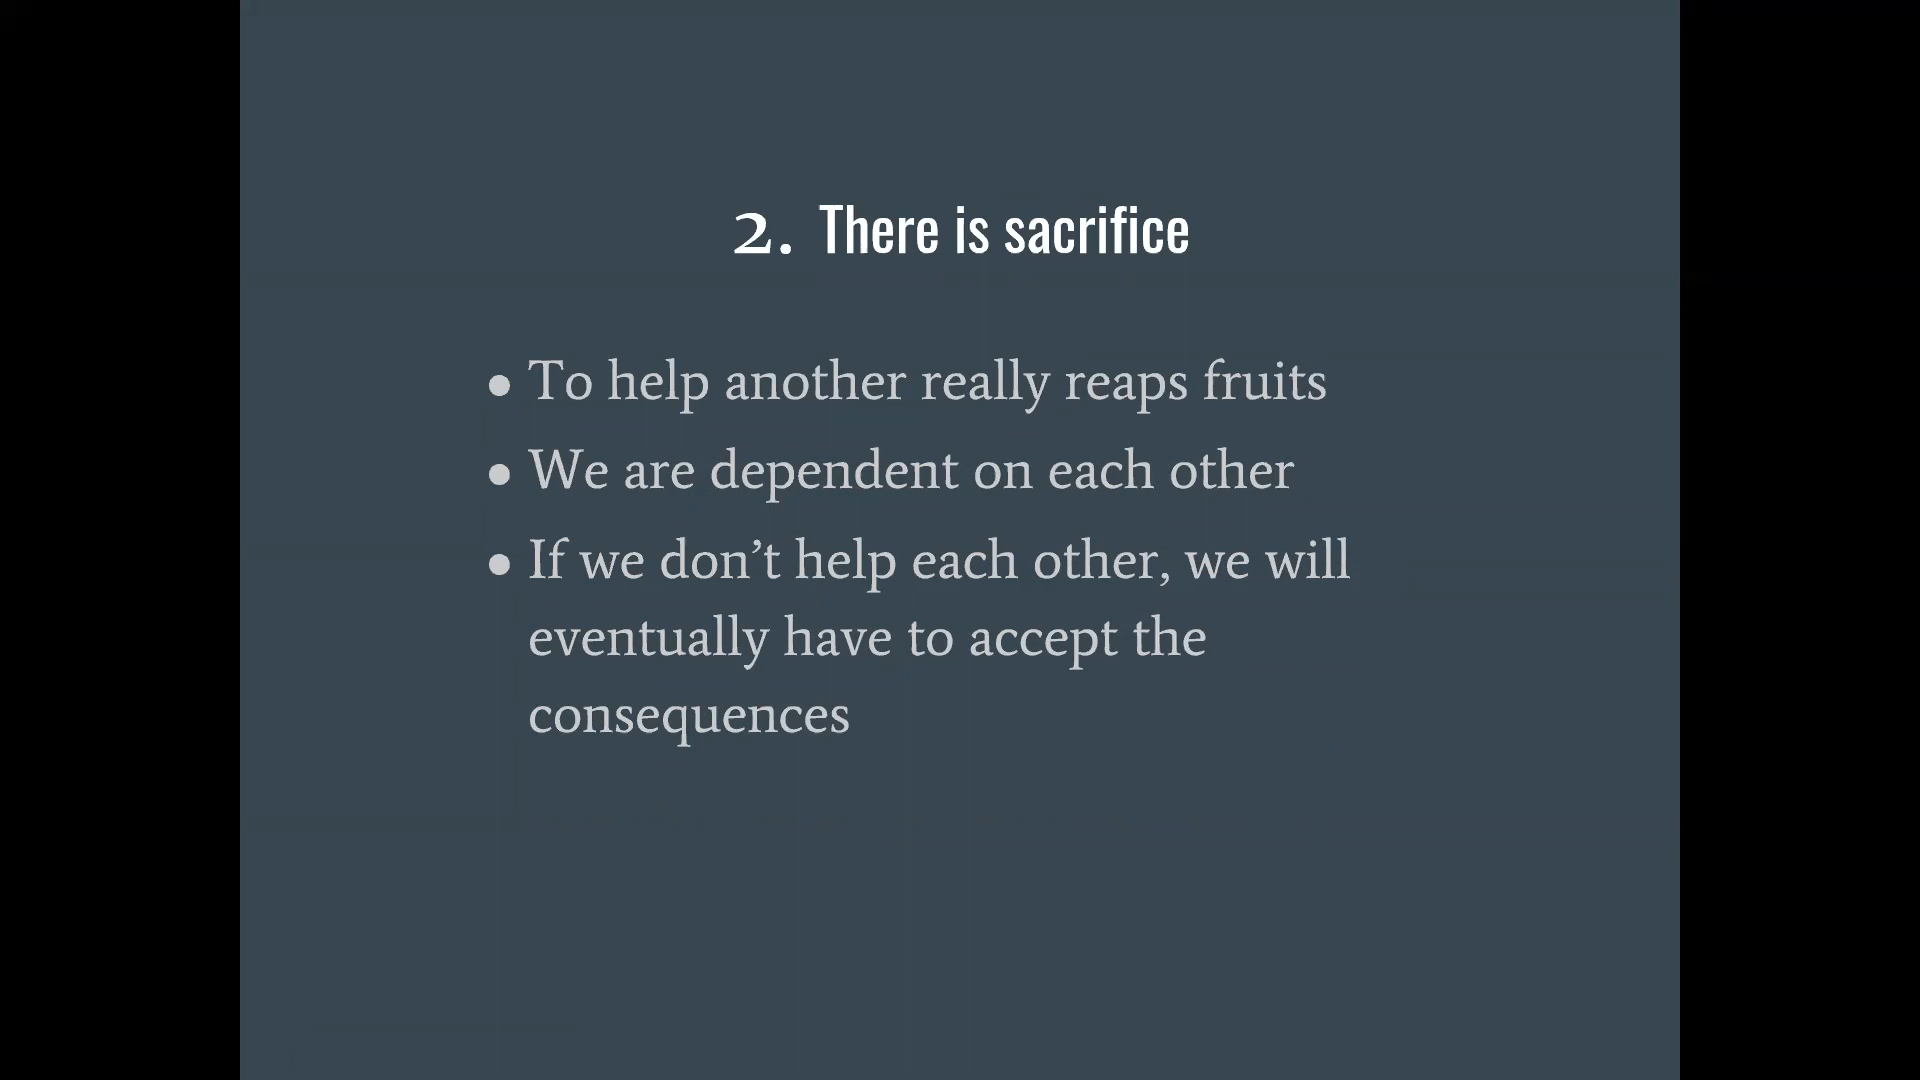 2. There is sacrifice
• To help another really reaps fruits
• We are dependent on each other
• If we don’t help each other, we will
eventually have to accept the
consequences